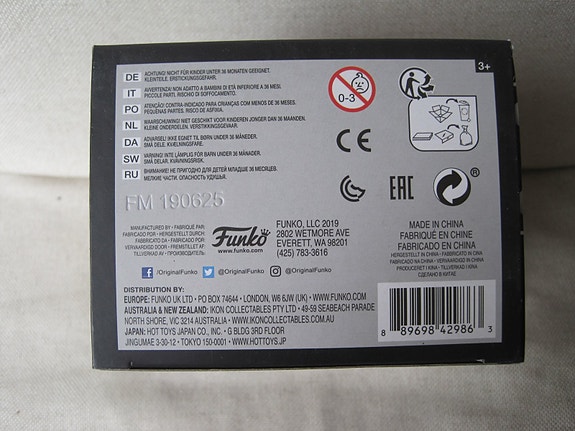 3+
DE ACHTUNG! NICHT FÜR KINDER UNTER 36 MONATEN GEEIGNET.
KLEINTEILE. ERSTICKUNGSGEFAHR.
IT AVVERTENZA! NON ADATTO A BAMBINI DI ETÀ INFERIORE A 36 MESI.
PICCOLE PARTI. RISCHIO DI SOFFOCAMENTO.
PO ATENÇÃO! CONTRA-INDICADO PARA CRIANÇAS COM MENOS DE 36 MESES.
PEQUENAS PARTES. RISCO DE ASFIXIA.
NL WAARSCHUWING! NIET GESCHIKT VOOR KINDEREN JONGER DAN 36 MAANDEN.
KLEINE ONDERDELEN. VERSTIKKINGSGEVAAR.
DA ADVARSEL! IKKE EGNET TIL BØRN UNDER 36 MÅNEDER.
SMÅ DELE. KVÆLNINGSFARE.
SW VARNING! INTE LÄMPLIG FÖR BARN UNDER 36 MÅNADER.
SMÅ DELAR. KVÄVNINGSRISK.
RU ВНИМАНИЕ! НЕ ПРИГОДНО ДЛЯ ДЕТЕЙ МЛАДШЕ 36 МЕСЯЦЕВ.
МЕЛКИЕ ЧАСТИ. ОПАСНОСТЬ УДУШЬЯ.
0-3
CE
EAC
®
FM 190625
MANUFACTURED BY • FABRIQUÉ PAR:
FABRICADO POR • HERGESTELLT DURCH:
FABRICATO DA • FABRICADO POR:
VERVAARDIGD DOOR • FREMSTILLET AF:
TILLVERKAD AV •
Funko
www.funko.com
FUNKO, LLC 2019
2802 WETMORE AVE
EVERETT, WA 98201
(425) 783-3616
MADE IN CHINA
FABRIQUÉ EN CHINE
HERGESTELLT IN CHINA • FABBRICATO IN CINA
FABRICADO NA CHINA • VERVAARDIGD IN CHINA
PRODUCERET I KINA • TILLVERKAD I KINA
СДЕЛАНО В КИТАЕ
/OriginalFunko @OriginalFunko @OriginalFunko
DISTRIBUTION BY:
EUROPE: FUNKO UK LTD • PO BOX 74644 • LONDON, W6 6JW (UK) • WWW.FUNKO.COM
AUSTRALIA & NEW ZEALAND: IKON COLLECTABLES PTY LTD • 49-59 SEABEACH PARADE
NORTH SHORE, VIC 3214 AUSTRALIA • WWW.IKONCOLLECTABLES.COM.AU
JAPAN: HOT TOYS JAPAN CO., INC. • G BLDG 3RD FLOOR
JINGUMAE 3-30-12 • TOKYO 150-0001 • WWW.HOTTOYS.JP
8 89698 42986 3